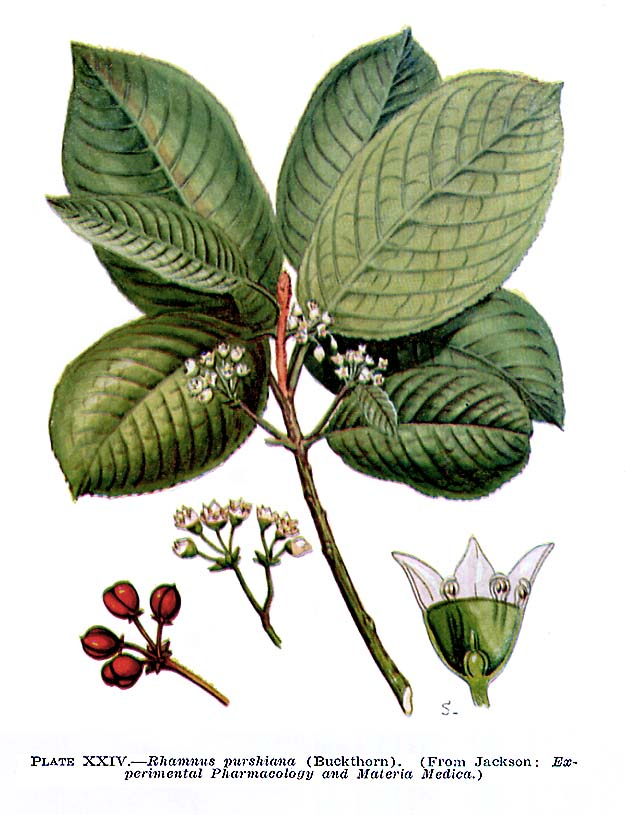 S.
PLATE XXIV.—Rhamnus purshiana (Buckthorn). (From Jackson: Ex-
perimental Pharmacology and Materia Medica.)